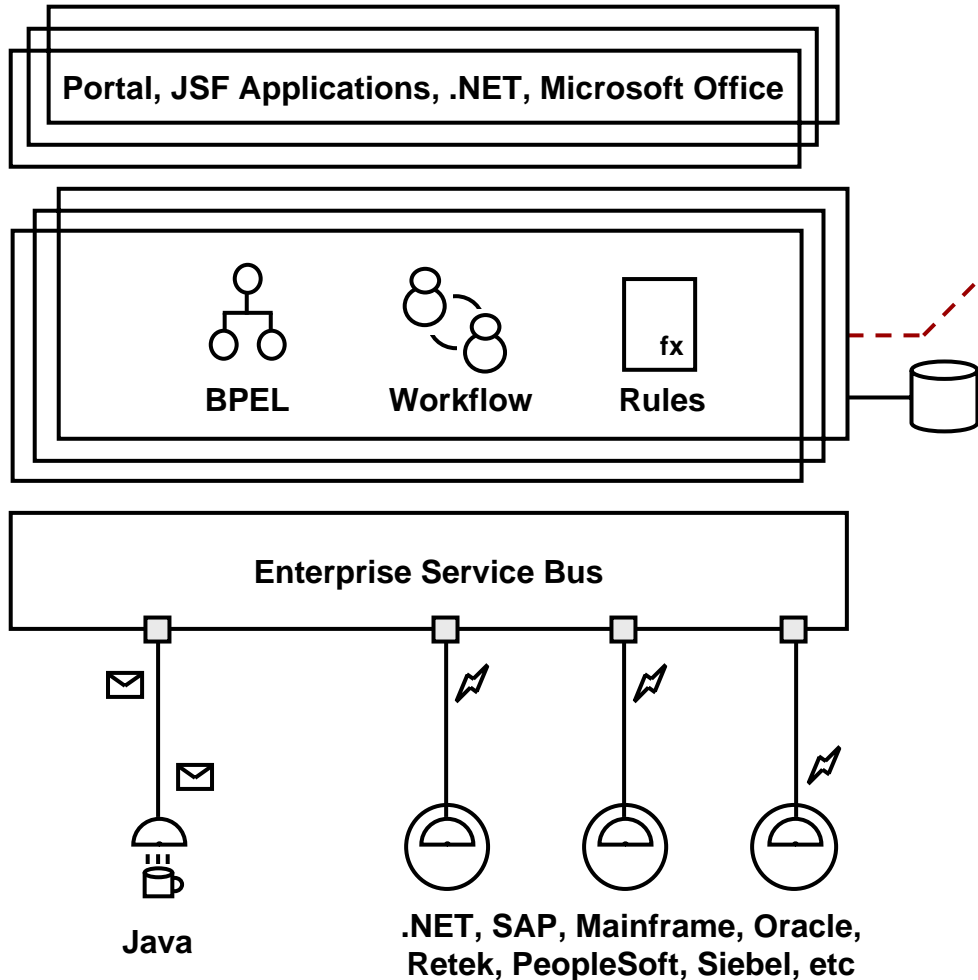 Portal, JSF Applications, .NET, Microsoft Office
fx
BPEL
Workflow
Rules
Enterprise Service Bus
Java
.NET, SAP, Mainframe, Oracle,
Retek, PeopleSoft, Siebel, etc